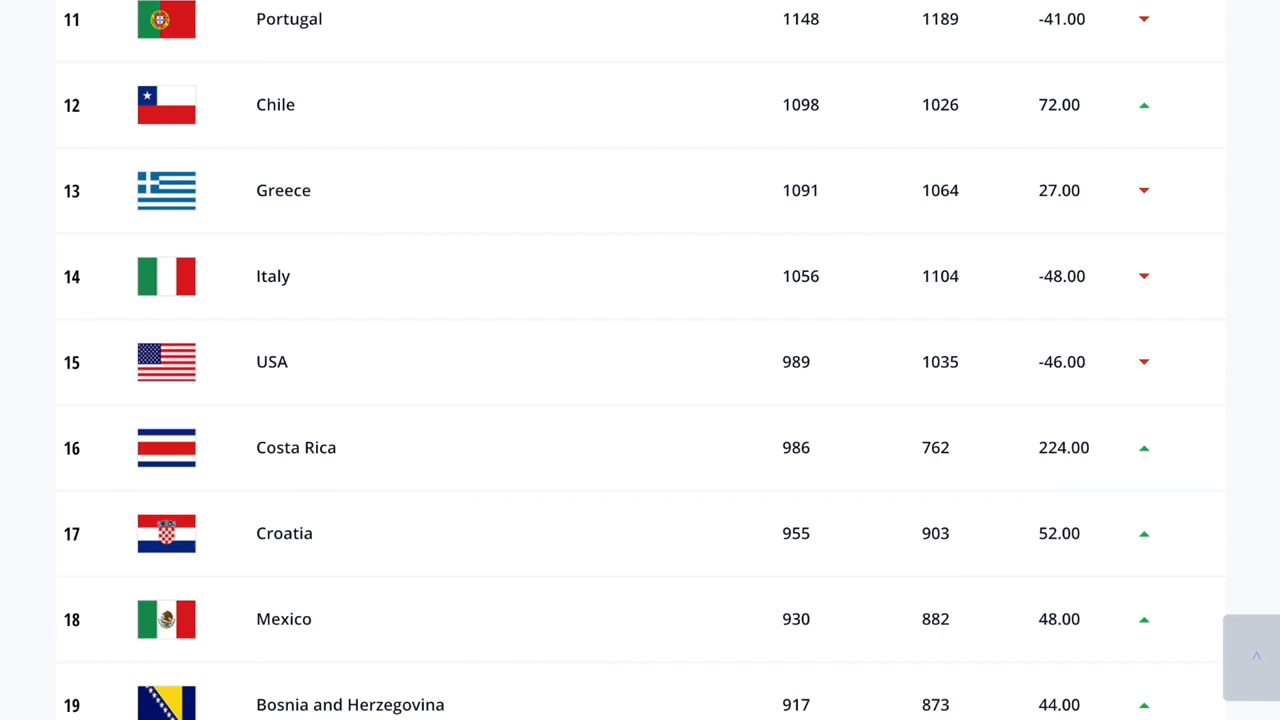 11 Portugal 1148 1189 -41.00
12 Chile 1098 1026 72.00
13 Greece 1091 1064 27.00
14 Italy 1056 1104 -48.00
15 USA 989 1035 -46.00
16 Costa Rica 986 762 224.00
17 Croatia 955 903 52.00
18 Mexico 930 882 48.00
19 Bosnia and Herzegovina 917 873 44.00